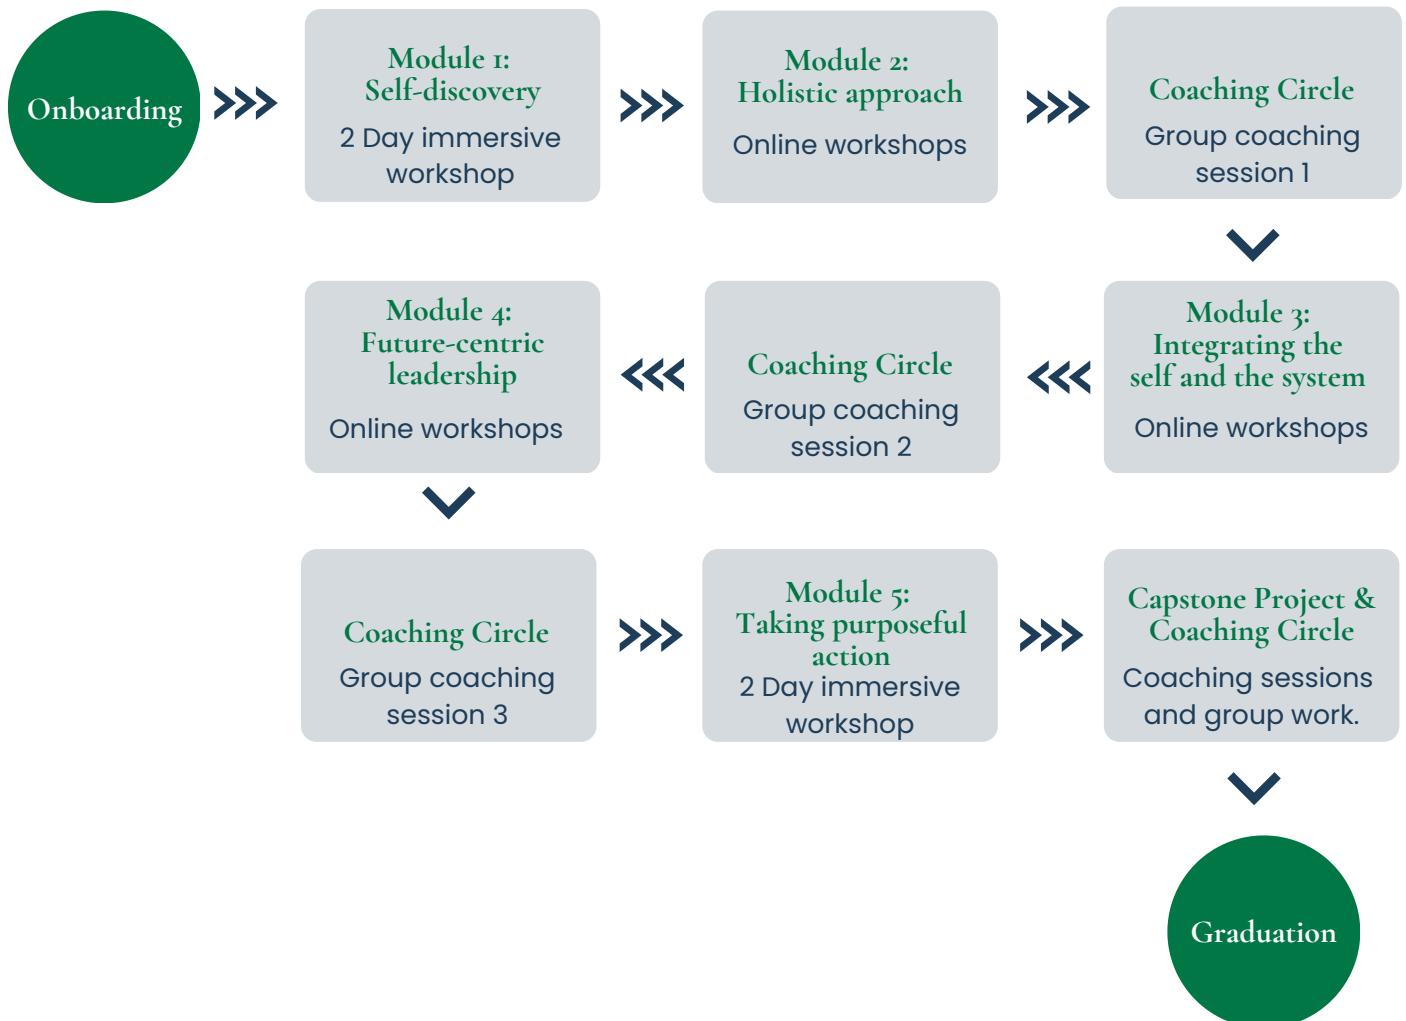 Onboarding
Module 1:
Self-discovery
2 Day immersive
workshop
Module 2:
Holistic approach
Online workshops
Coaching Circle
Group coaching
session 1
Module 3:
Integrating the
self and the system
Online workshops
Coaching Circle
Group coaching
session 2
Module 4:
Future-centric
leadership
Online workshops
Coaching Circle
Group coaching
session 3
Module 5:
Taking purposeful
action
2 Day immersive
workshop
Capstone Project &
Coaching Circle
Coaching sessions
and group work.
Graduation